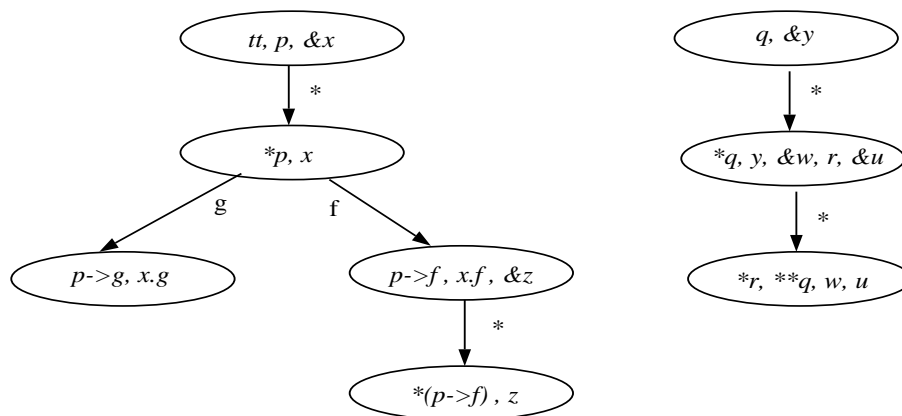 tt, p, &x
q, &y
*
*
*p, x
*q, y, &w, r, &u
g
f
*
p->g, x.g
p->f , x.f , &z
*r, **q, w, u
*
*(p->f) , z